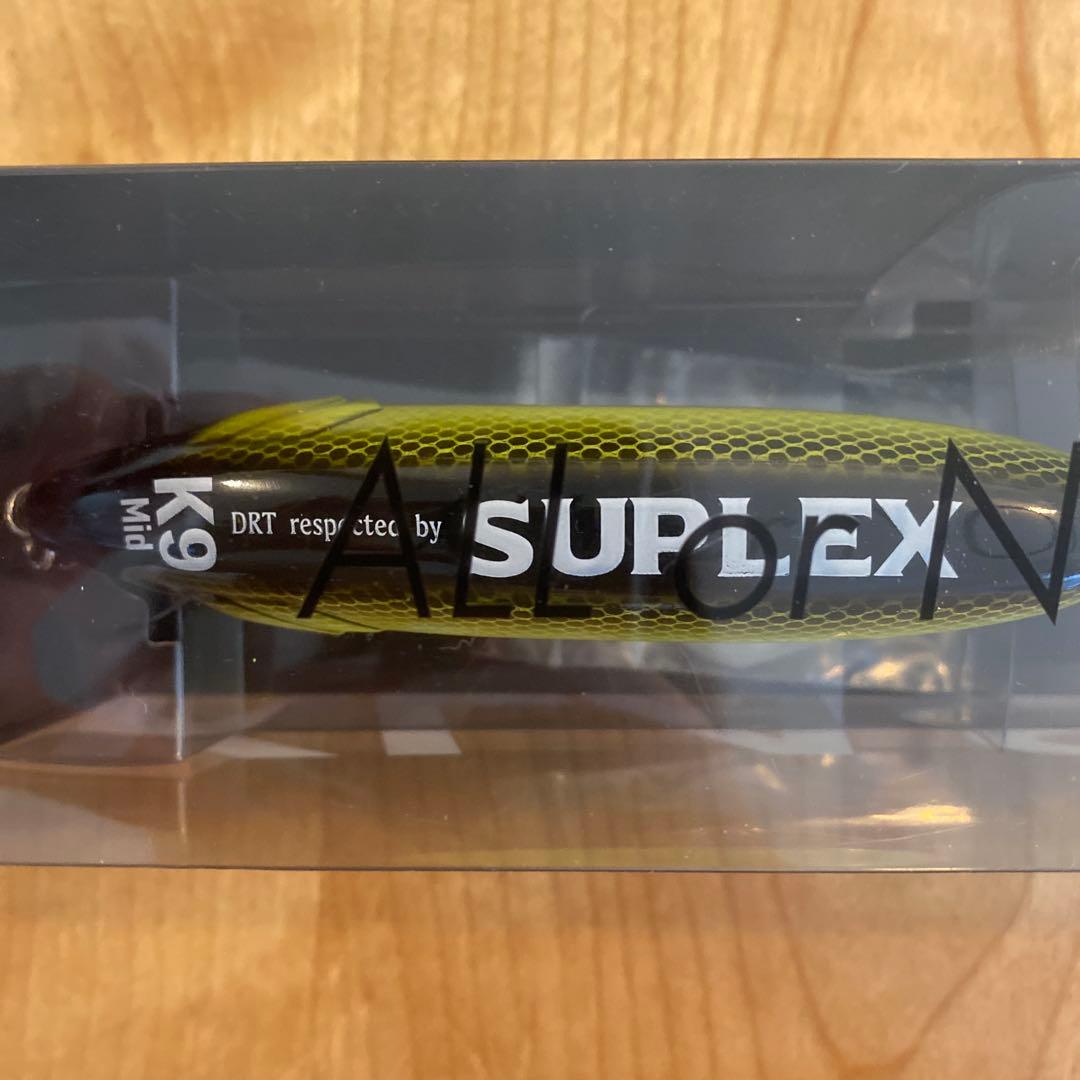 K9
Mid
DRT respected by SUPLEX
ALL or N